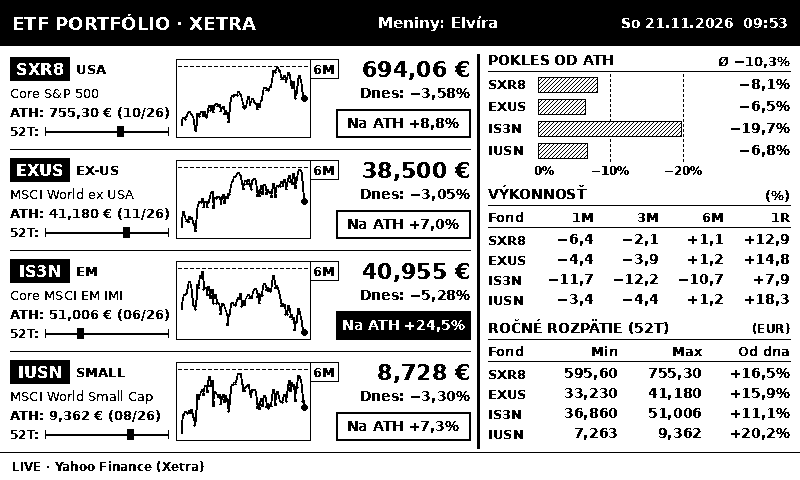 ETF PORTFÓLIO · XETRA
Meniny: Elvíra
So 21.11.2026 09:53
SXR8 USA
Core S&P 500
ATH: 755,30 € (10/26)
52T:
6M
694,06 €
Dnes: −3,58%
Na ATH +8,8%
EXUS EX-US
MSCI World ex USA
ATH: 41,180 € (11/26)
52T:
6M
38,500 €
Dnes: −3,05%
Na ATH +7,0%
IS3N EM
Core MSCI EM IMI
ATH: 51,006 € (06/26)
52T:
6M
40,955 €
Dnes: −5,28%
Na ATH +24,5%
IUSN SMALL
MSCI World Small Cap
ATH: 9,362 € (08/26)
52T:
6M
8,728 €
Dnes: −3,30%
Na ATH +7,3%
POKLES OD ATH Ø −10,3%
SXR8 −8,1%
EXUS −6,5%
IS3N −19,7%
IUSN −6,8%
0% −10% −20%
VÝKONNOSŤ (%)
Fond 1M 3M 6M 1R
SXR8 −6,4 −2,1 +1,1 +12,9
EXUS −4,4 −3,9 +1,2 +14,8
IS3N −11,7 −12,2 −10,7 +7,9
IUSN −3,4 −4,4 +1,2 +18,3
ROČNÉ ROZPÄTIE (52T) (EUR)
Fond Min Max Od dna
SXR8 595,60 755,30 +16,5%
EXUS 33,230 41,180 +15,9%
IS3N 36,860 51,006 +11,1%
IUSN 7,263 9,362 +20,2%
LIVE · Yahoo Finance (Xetra)